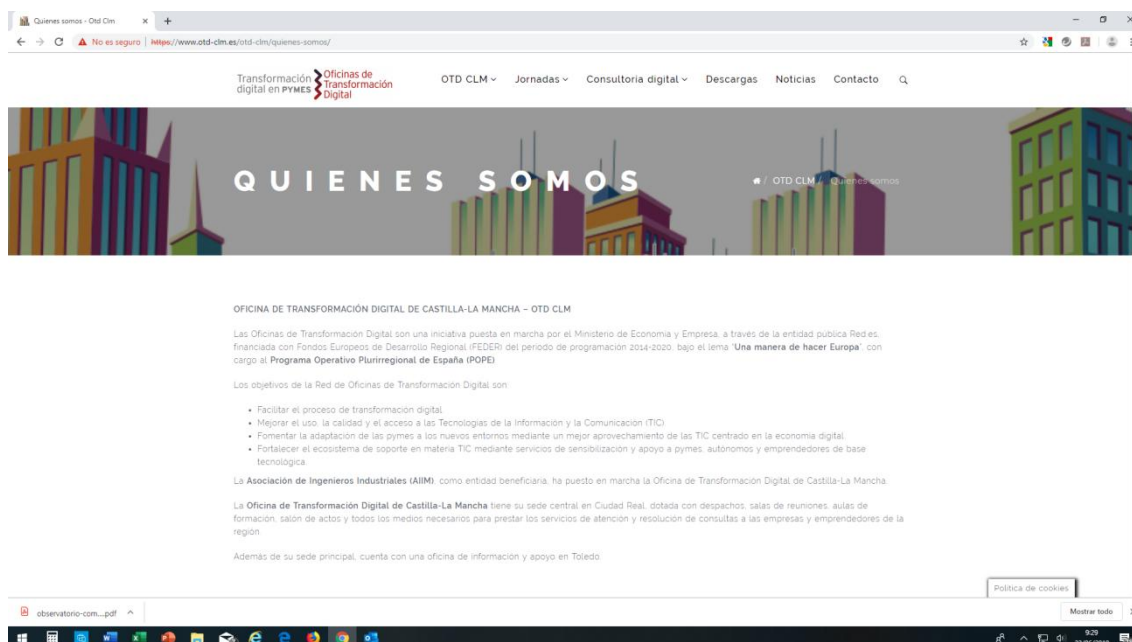 Quienes somos - Otd Clm
No es seguro | https://www.otd-clm.es/otd-clm/quienes-somos/
Transformación
digital en PYMES
Oficinas de
Transformación
Digital
OTD CLM Jornadas Consultoria digital Descargas Noticias Contacto
QUIENES SOMOS
/ OTD CLM / Quienes somos
OFICINA DE TRANSFORMACIÓN DIGITAL DE CASTILLA-LA MANCHA – OTD CLM
Las Oficinas de Transformación Digital son una iniciativa puesta en marcha por el Ministerio de Economía y Empresa, a través de la entidad publica Red.es,
financiada con Fondos Europeos de Desarrollo Regional (FEDER) del periodo de programación 2014-2020, bajo el lema "Una manera de hacer Europa", con
cargo al Programa Operativo Plurirregional de España (POPE)
Los objetivos de la Red de Oficinas de Transformación Digital son:
• Facilitar el proceso de transformación digital.
• Mejorar el uso, la calidad y el acceso a las Tecnologías de la Información y la Comunicación (TIC).
• Fomentar la adaptación de las pymes a los nuevos entornos mediante un mejor aprovechamiento de las TIC centrado en la economía digital.
• Fortalecer el ecosistema de soporte en materia TIC mediante servicios de sensibilización y apoyo a pymes, autónomos y emprendedores de base
tecnológica.
La Asociación de Ingenieros Industriales (AIIM), como entidad beneficiaria, ha puesto en marcha la Oficina de Transformación Digital de Castilla-La Mancha.
La Oficina de Transformación Digital de Castilla-La Mancha tiene su sede central en Ciudad Real, dotada con despachos, salas de reuniones, aulas de
formación, salón de actos y todos los medios necesarios para prestar los servicios de atención y resolución de consultas a las empresas y emprendedores de la
región.
Además de su sede principal, cuenta con una oficina de información y apoyo en Toledo.
Política de cookies
observatorio-com....pdf
Mostrar todo
9:29